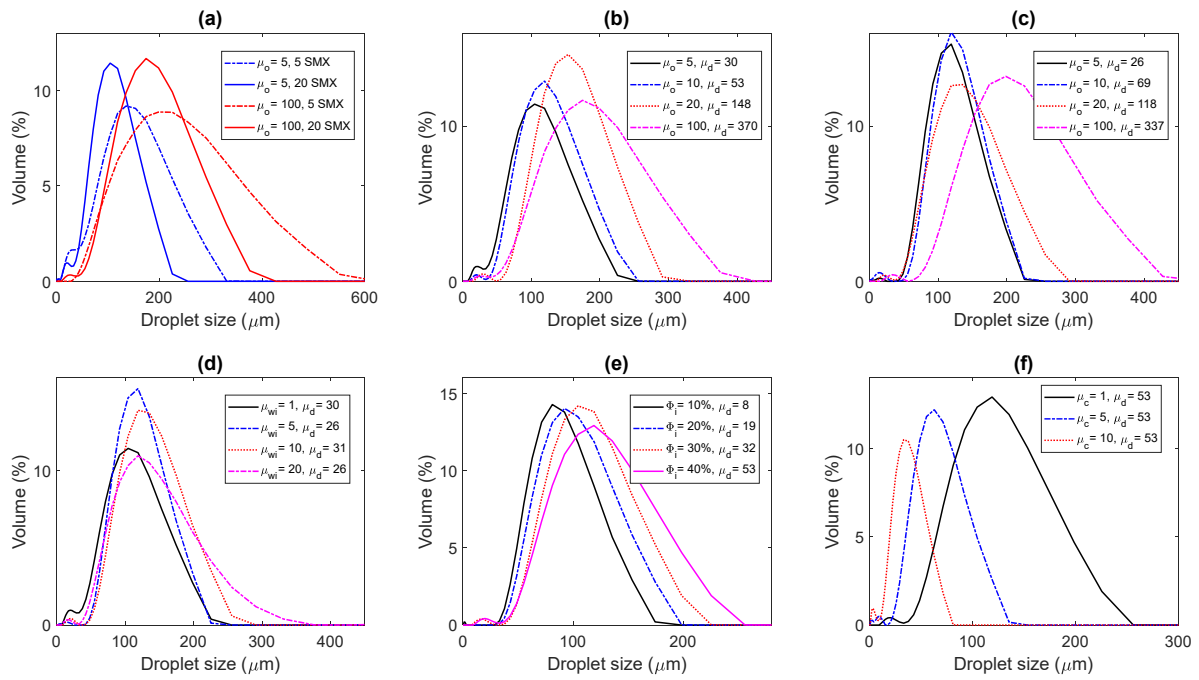 (a)
Volume (%)
10
5
0
0
200
400
600
Droplet size (μm)
μo= 5, 5 SMX
μo= 5, 20 SMX
μo= 100, 5 SMX
μo= 100, 20 SMX
(b)
Volume (%)
10
0
0
100
200
300
400
Droplet size (μm)
μo= 5, μd= 30
μo= 10, μd= 53
μo= 20, μd= 148
μo= 100, μd= 370
(c)
Volume (%)
10
0
0
100
200
300
400
Droplet size (μm)
μo= 5, μd= 26
μo= 10, μd= 69
μo= 20, μd= 118
μo= 100, μd= 337
(d)
Volume (%)
10
0
0
100
200
300
400
Droplet size (μm)
μwi= 1, μd= 30
μwi= 5, μd= 26
μwi= 10, μd= 31
μwi= 20, μd= 26
(e)
Volume (%)
15
10
5
0
0
100
200
Droplet size (μm)
Φi= 10%, μd= 8
Φi= 20%, μd= 19
Φi= 30%, μd= 32
Φi= 40%, μd= 53
(f)
Volume (%)
10
5
0
0
100
200
300
Droplet size (μm)
μc= 1, μd= 53
μc= 5, μd= 53
μc= 10, μd= 53